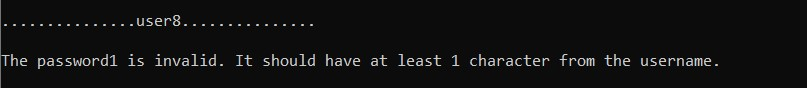 ...............user8...............
The password1 is invalid. It should have at least 1 character from the username.